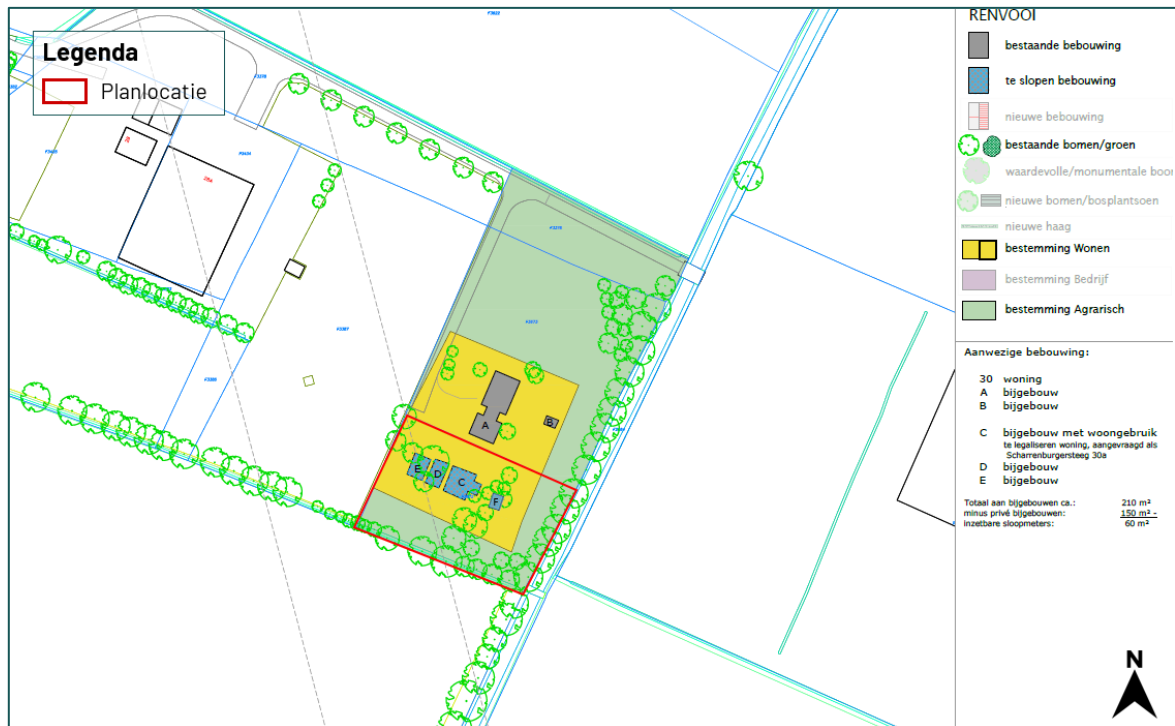 Legenda
Planlocatie
RENVOOI
bestaande bebouwing
te slopen bebouwing
nieuwe bebouwing
bestaande bomen/groen
waardevolle/monumentale boor
nieuwe bomen/bosplantsoen
nieuwe haag
bestemming Wonen
bestemming Bedrijf
bestemming Agrarisch
Aanwezige bebouwing:
30 woning
A bijgebouw
B bijgebouw
C bijgebouw met woongebruik
te legaliseren woning, aangevraagd als
Scharrenburgersteeg 30a
D bijgebouw
E bijgebouw
Totaal aan bijgebouwen ca.: 210 m²
minus privé bijgebouwen: 150 m² -
inzetbare sloopmeters: 60 m²
A
B
E
D
C
F
N